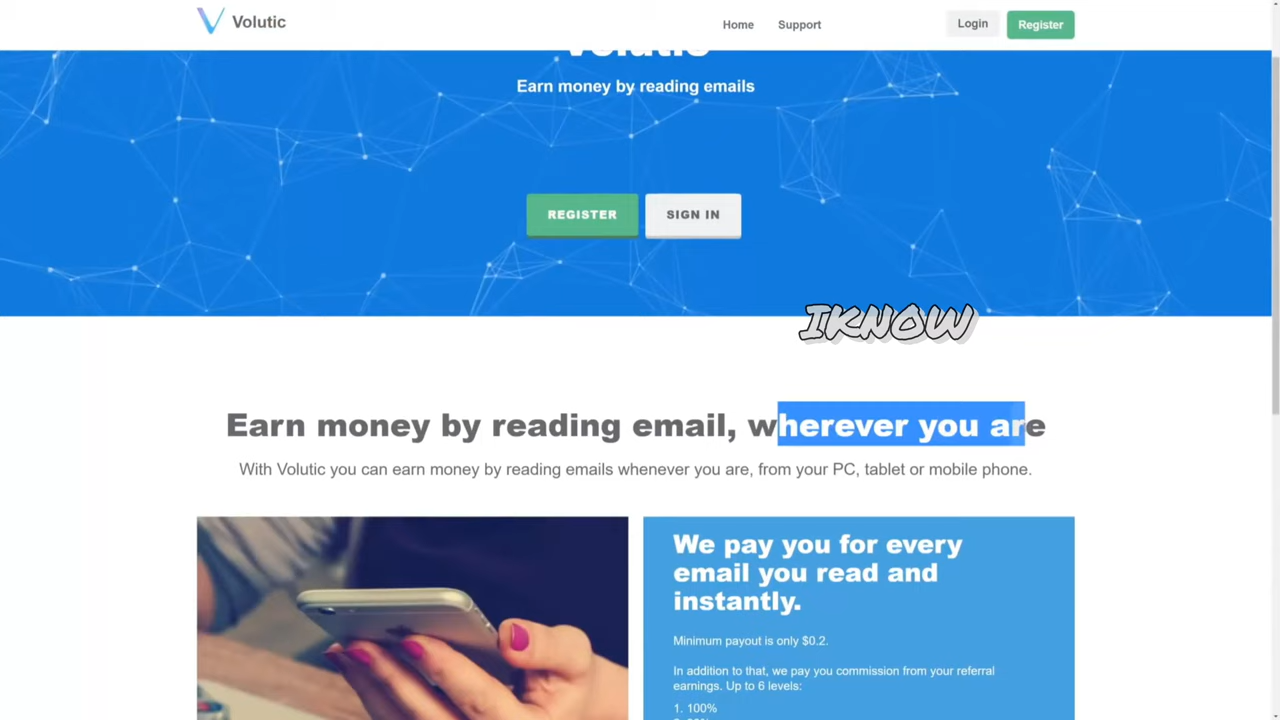 Volutic
Home
Support
Login
Register
Volutic
Earn money by reading emails
REGISTER
SIGN IN
IKNOW
Earn money by reading email, wherever you are
With Volutic you can earn money by reading emails whenever you are, from your PC, tablet or mobile phone.
We pay you for every
email you read and
instantly.
Minimum payout is only $0.2.
In addition to that, we pay you commission from your referral
earnings. Up to 6 levels:
1. 100%